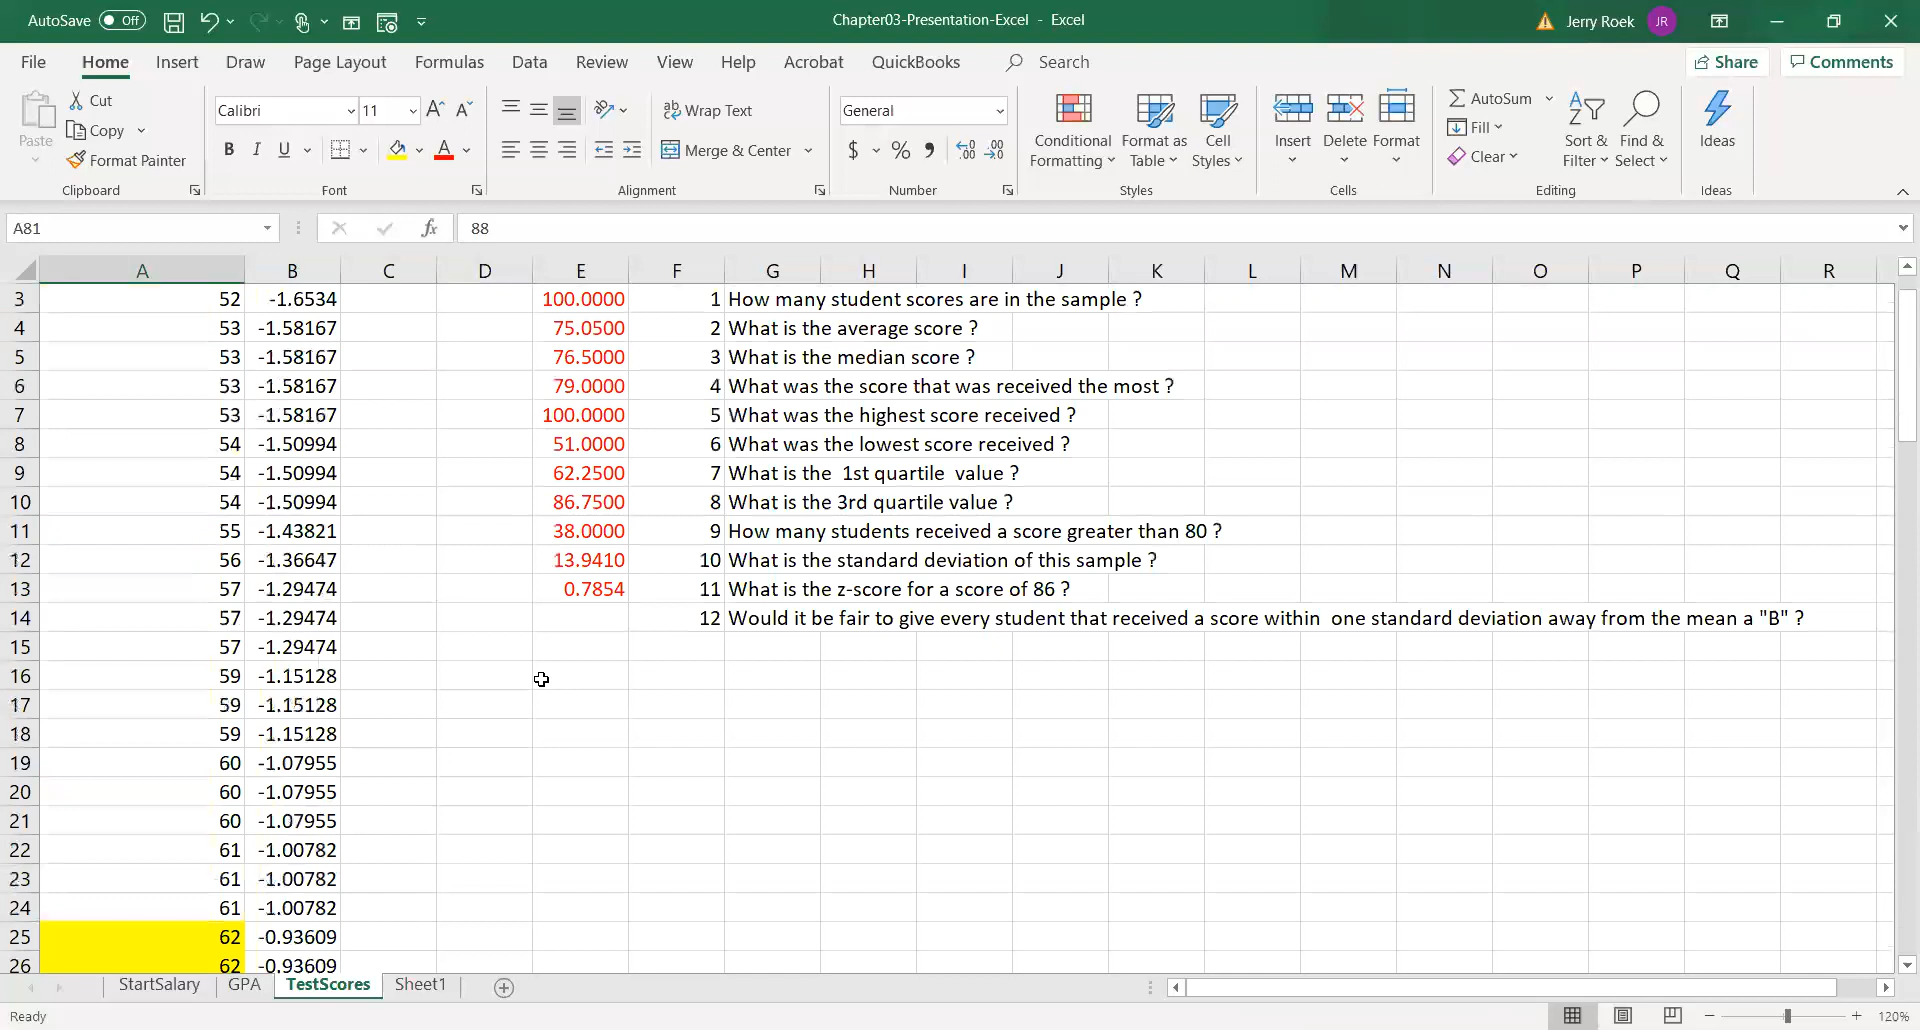 AutoSave Off
Chapter03-Presentation-Excel - Excel
Jerry Roek JR
File Home Insert Draw Page Layout Formulas Data Review View Help Acrobat QuickBooks Search Share Comments
Paste
Cut
Copy
Format Painter
Clipboard
Calibri 11
B I U
Font
ab Wrap Text
Merge & Center
Alignment
General
$ % 9
Number
Conditional Formatting
Format as Table
Cell Styles
Styles
Insert Delete Format
Cells
AutoSum
Fill
Clear
Sort & Filter
Find & Select
Editing
Ideas
Ideas
A81 fx 88
A B C D E F G H I J K L M N O P Q R
3 52 -1.6534 100.0000 1 How many student scores are in the sample ?
4 53 -1.58167 75.0500 2 What is the average score ?
5 53 -1.58167 76.5000 3 What is the median score ?
6 53 -1.58167 79.0000 4 What was the score that was received the most ?
7 53 -1.58167 100.0000 5 What was the highest score received ?
8 54 -1.50994 51.0000 6 What was the lowest score received ?
9 54 -1.50994 62.2500 7 What is the  1st quartile  value ?
10 54 -1.50994 86.7500 8 What is the 3rd quartile value ?
11 55 -1.43821 38.0000 9 How many students received a score greater than 80 ?
12 56 -1.36647 13.9410 10 What is the standard deviation of this sample ?
13 57 -1.29474 0.7854 11 What is the z-score for a score of 86 ?
14 57 -1.29474 12 Would it be fair to give every student that received a score within  one standard deviation away from the mean a "B" ?
15 57 -1.29474
16 59 -1.15128
17 59 -1.15128
18 59 -1.15128
19 60 -1.07955
20 60 -1.07955
21 60 -1.07955
22 61 -1.00782
23 61 -1.00782
24 61 -1.00782
25 62 -0.93609
26 62 -0.93609
StartSalary GPA TestScores Sheet1
Ready 120%